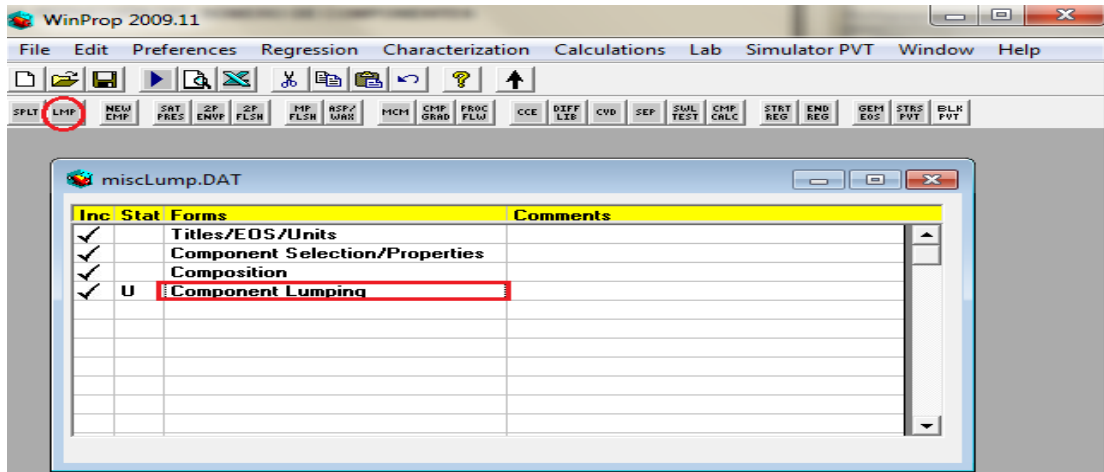 WinProp 2009.11
File Edit Preferences Regression Characterization Calculations Lab Simulator PVT Window Help
SPLT LMP NEW CMP SAT PRES 2P ENVP 2P FLSH MP FLSH ASP/ WAX MCM CMP GRAD PROC FLW CCE DIFF LIB CVD SEP SWL TEST CMP CALC STRT REG END REG GEM EOS STRS PVT BLK PVT
miscLump.DAT
Inc Stat Forms Comments
Titles/EOS/Units
Component Selection/Properties
Composition
U Component Lumping